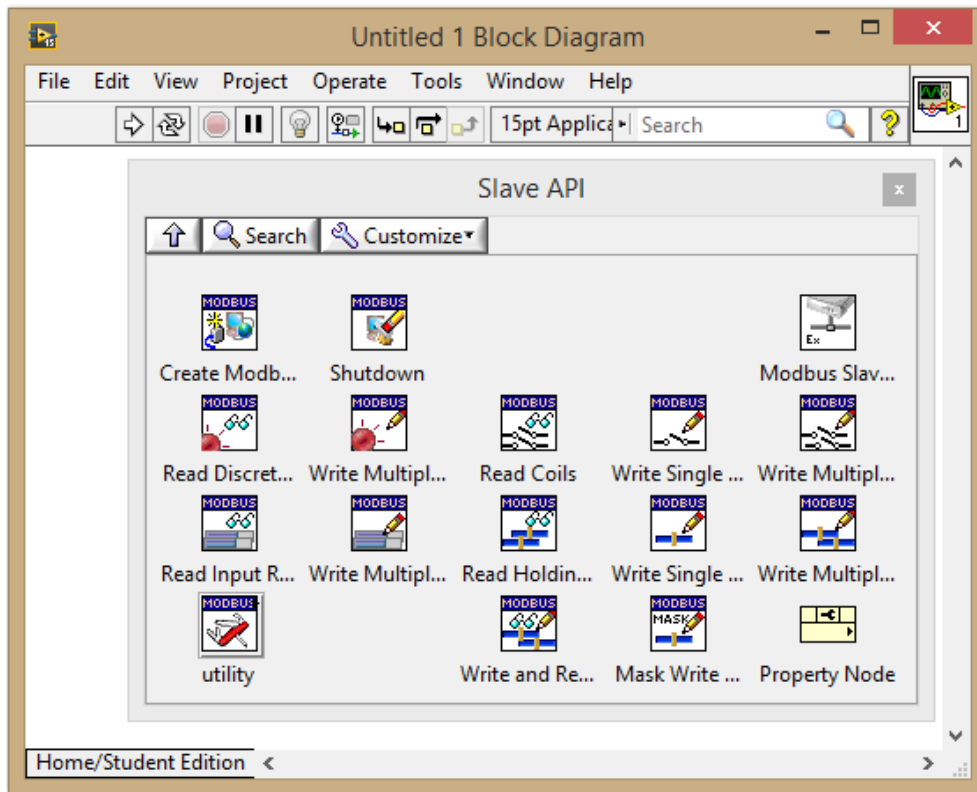 15
Untitled 1 Block Diagram
File Edit View Project Operate Tools Window Help
15pt Applica Search ? 1
Slave API x
Search Customize
MODBUS MODBUS
Ex
Create Modb... Shutdown Modbus Slav...
MODBUS MODBUS MODBUS MODBUS MODBUS
Read Discret... Write Multipl... Read Coils Write Single ... Write Multipl...
MODBUS MODBUS MODBUS MODBUS MODBUS
Read Input R... Write Multipl... Read Holdin... Write Single ... Write Multipl...
MODBUS MODBUS MODBUS
MASK
utility Write and Re... Mask Write ... Property Node
Home/Student Edition